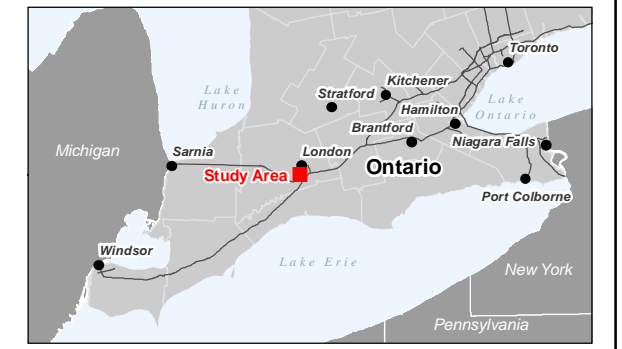 Toronto
Lake
Huron
Kitchener
Stratford
Lake
Ontario
Hamilton
Brantford
Niagara Falls
Michigan
Sarnia
London
Ontario
Study Area
Port Colborne
Windsor
Lake Erie
New York
Pennsylvania